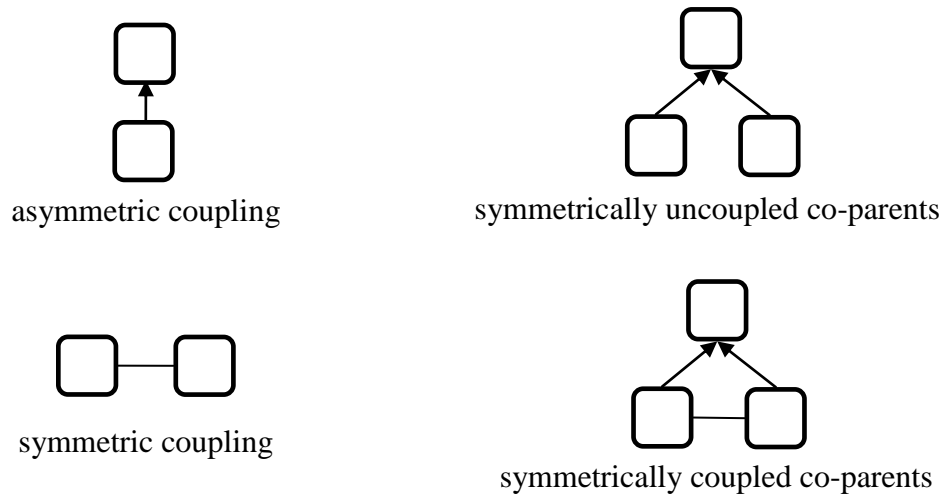 asymmetric coupling
symmetrically uncoupled co-parents
symmetric coupling
symmetrically coupled co-parents